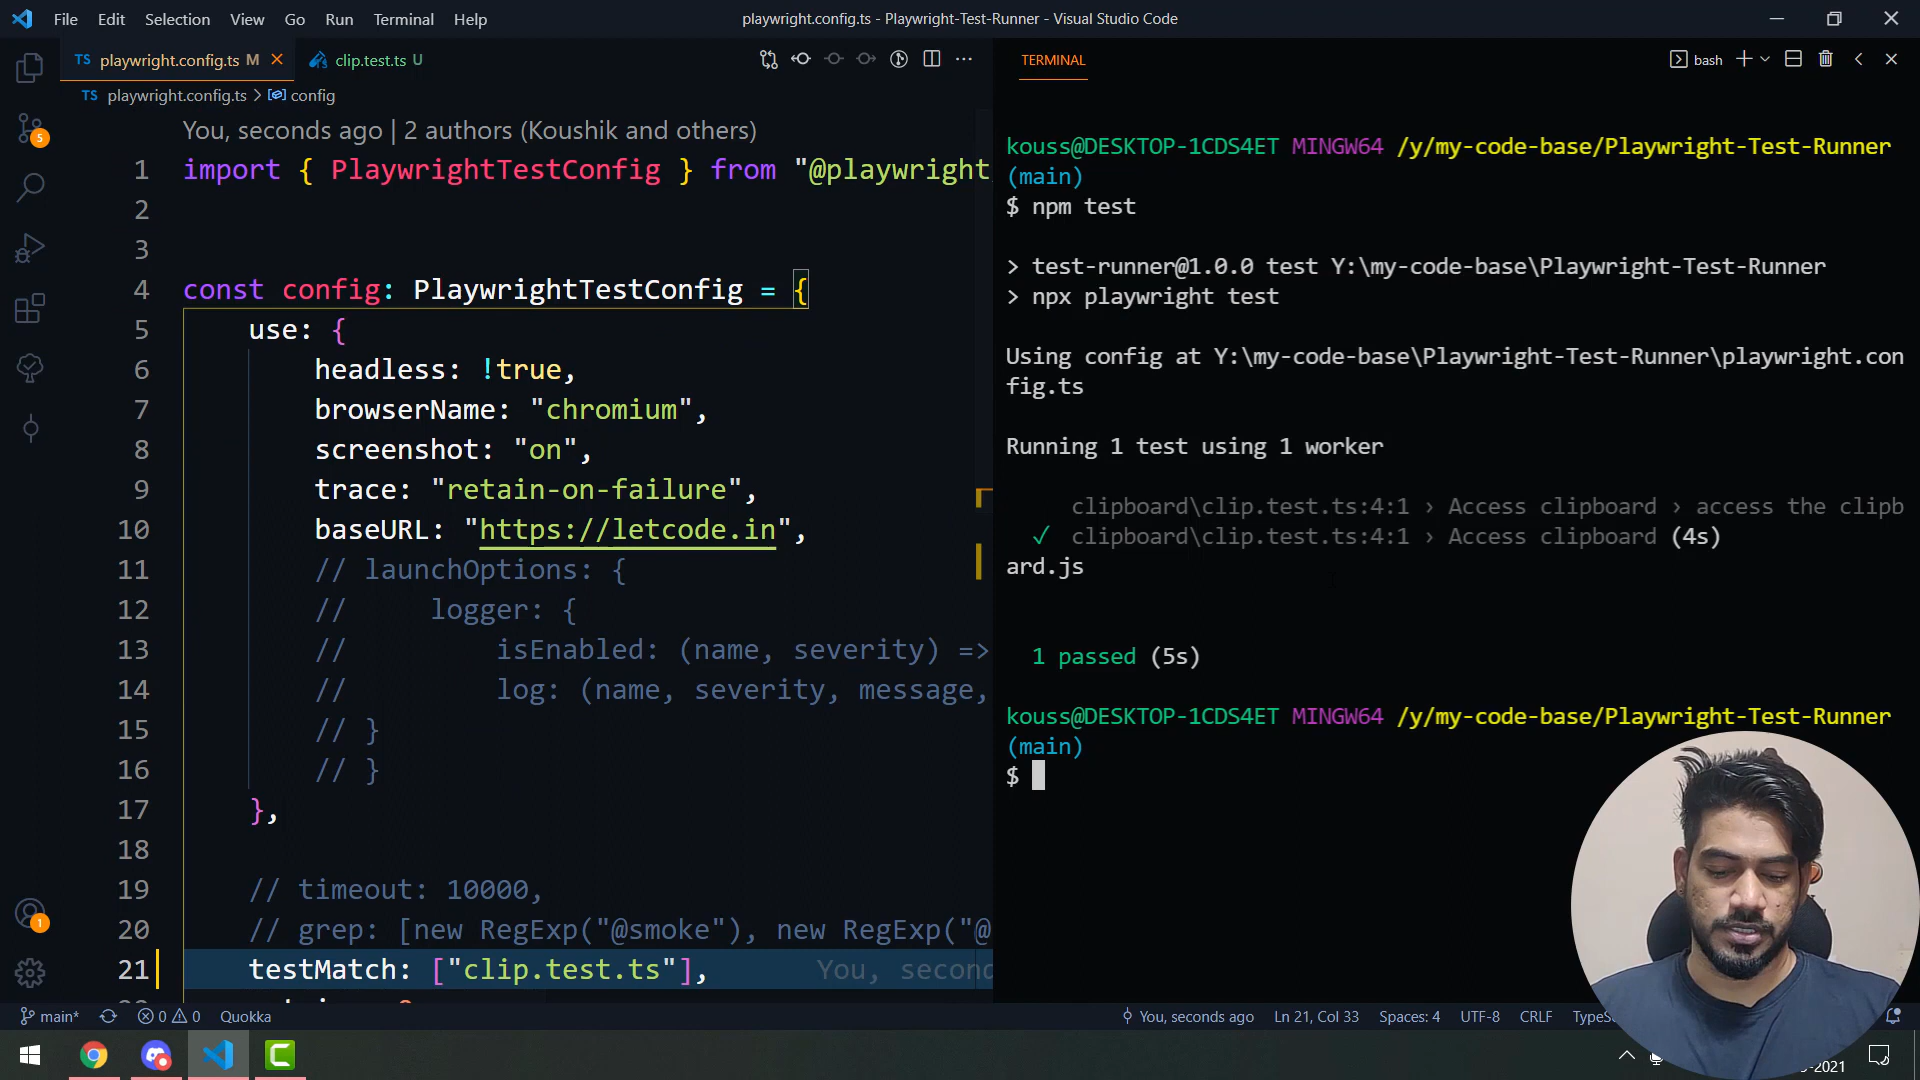 File Edit Selection View Go Run Terminal Help
playwright.config.ts - Playwright-Test-Runner - Visual Studio Code
TS playwright.config.ts M
clip.test.ts U
TS playwright.config.ts > config
You, seconds ago | 2 authors (Koushik and others)
1 import { PlaywrightTestConfig } from "@playwright
2
3
4 const config: PlaywrightTestConfig = {
5 use: {
6 headless: !true,
7 browserName: "chromium",
8 screenshot: "on",
9 trace: "retain-on-failure",
10 baseURL: "https://letcode.in",
11 // launchOptions: {
12 // logger: {
13 // isEnabled: (name, severity) =>
14 // log: (name, severity, message,
15 // }
16 // }
17 },
18
19 // timeout: 10000,
20 // grep: [new RegExp("@smoke"), new RegExp("@
21 testMatch: ["clip.test.ts"], You, second
TERMINAL
bash
kouss@DESKTOP-1CDS4ET MINGW64 /y/my-code-base/Playwright-Test-Runner
(main)
$ npm test
> test-runner@1.0.0 test Y:\my-code-base\Playwright-Test-Runner
> npx playwright test
Using config at Y:\my-code-base\Playwright-Test-Runner\playwright.con
fig.ts
Running 1 test using 1 worker
clipboard\clip.test.ts:4:1 › Access clipboard › access the clipb
✓ clipboard\clip.test.ts:4:1 › Access clipboard (4s)
ard.js
1 passed (5s)
kouss@DESKTOP-1CDS4ET MINGW64 /y/my-code-base/Playwright-Test-Runner
(main)
$
5
1
main* 0 0 Quokka
You, seconds ago Ln 21, Col 33 Spaces: 4 UTF-8 CRLF